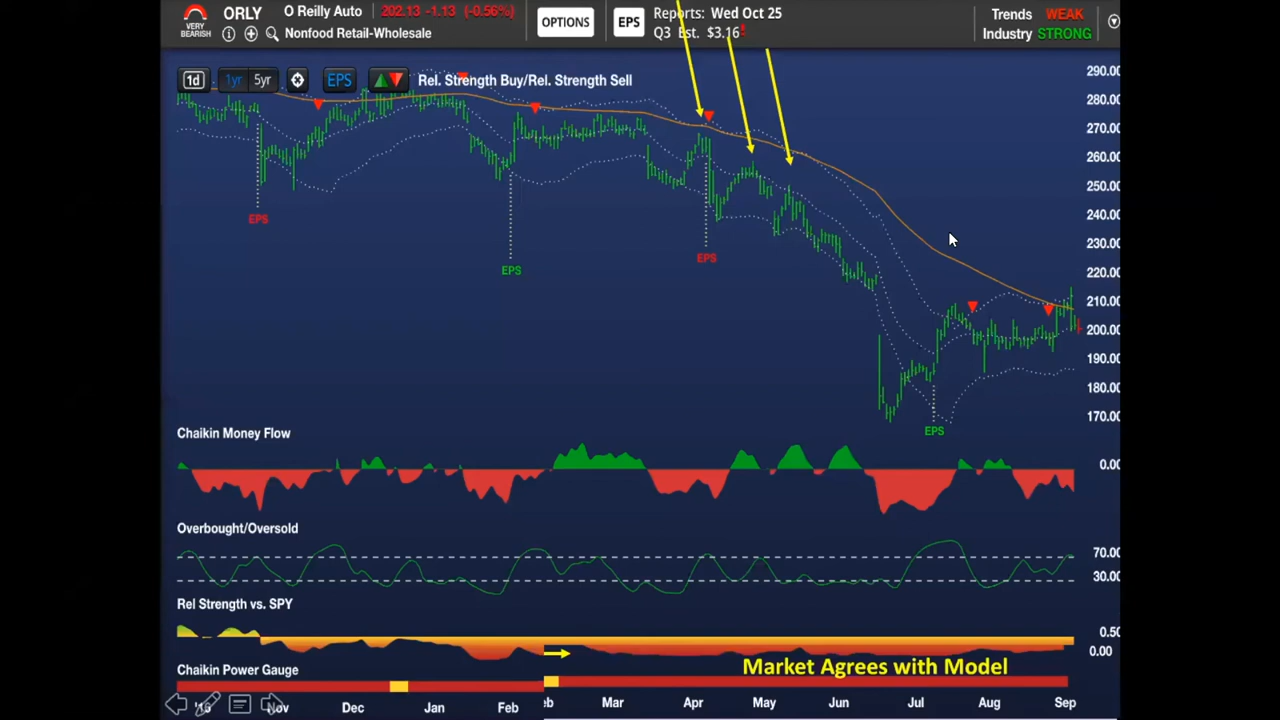 VERY
BEARISH
ORLY
O Reilly Auto
202.13 -1.13 (-0.56%)
Nonfood Retail-Wholesale
OPTIONS
EPS
Reports: Wed Oct 25
Q3 Est. $3.16
Trends WEAK
Industry STRONG
1d
1yr
5yr
EPS
Rel. Strength Buy/Rel. Strength Sell
290.00
280.00
270.00
260.00
250.00
240.00
230.00
220.00
210.00
200.00
190.00
180.00
170.00
EPS
EPS
EPS
EPS
Chaikin Money Flow
0.00
Overbought/Oversold
70.00
30.00
Rel Strength vs. SPY
0.50
0.00
Market Agrees with Model
Chaikin Power Gauge
Nov Dec Jan Feb eb Mar Apr May Jun Jul Aug Sep